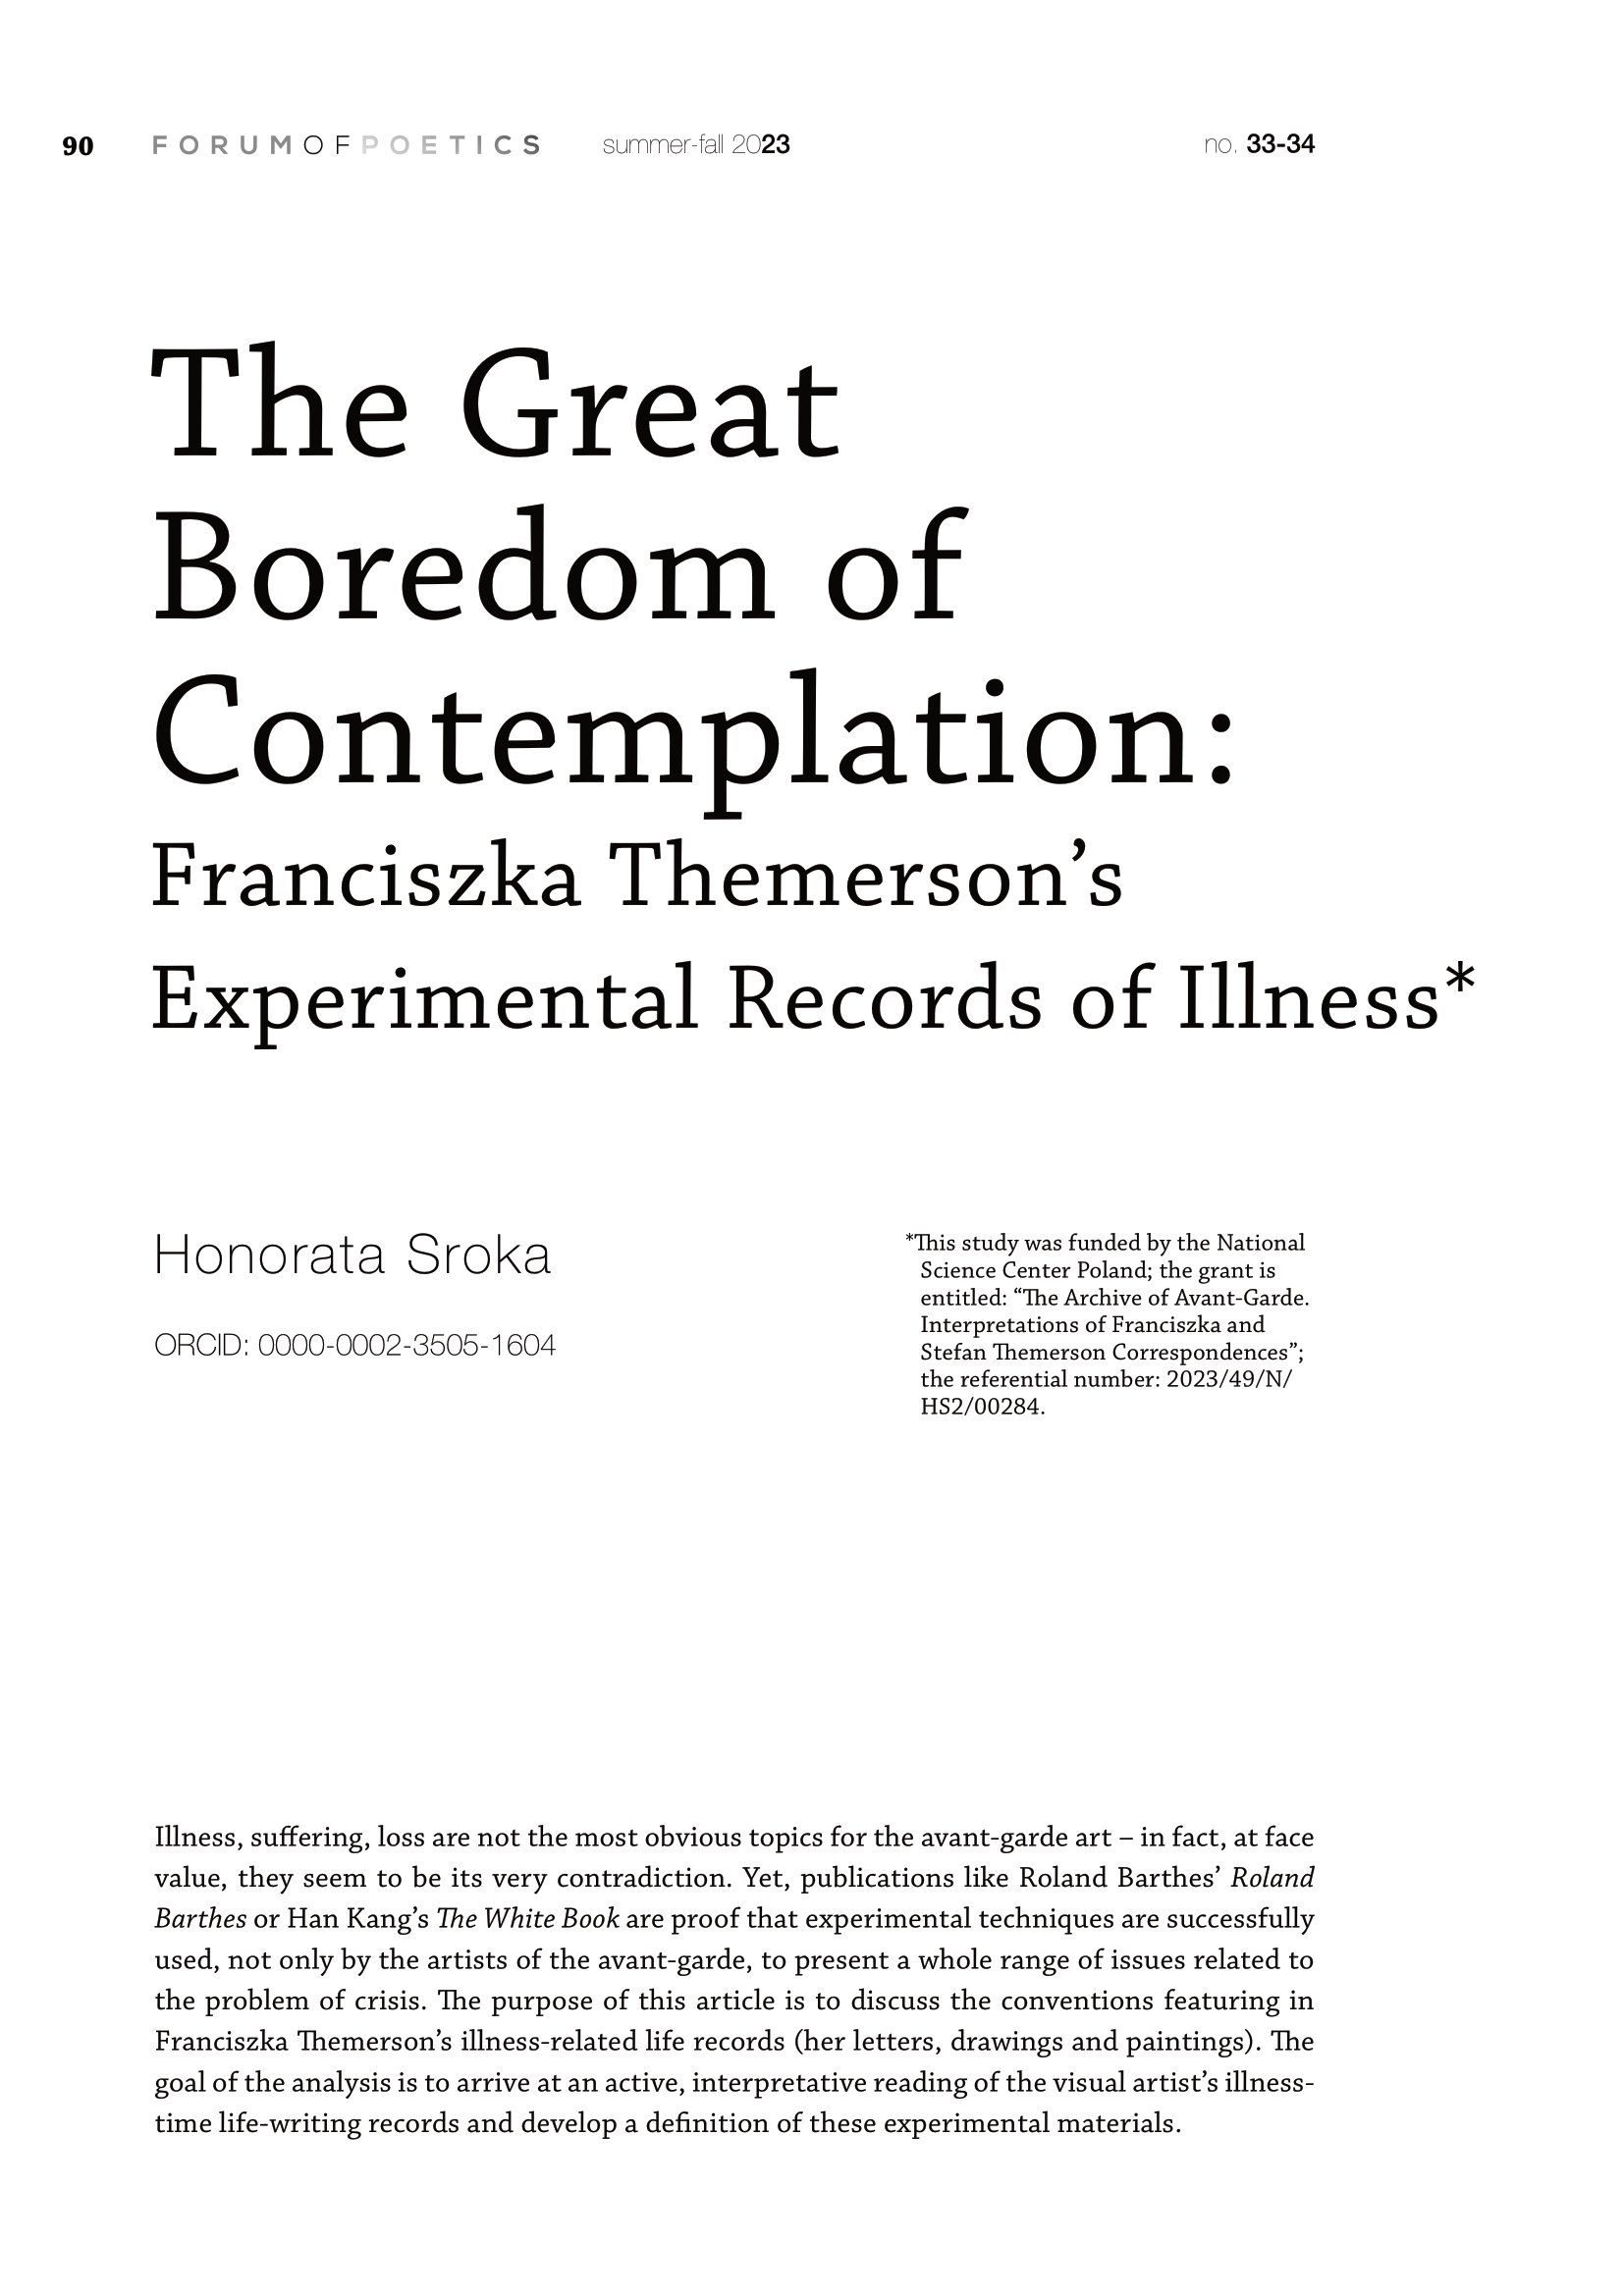 90 FORUMOFPOETICS summer-fall 2023 no. 33-34
The Great
Boredom of
Contemplation:
Franciszka Themerson’s
Experimental Records of Illness*
Honorata Sroka
ORCID: 0000-0002-3505-1604
*This study was funded by the National
Science Center Poland; the grant is
entitled: “The Archive of Avant-Garde.
Interpretations of Franciszka and
Stefan Themerson Correspondences”;
the referential number: 2023/49/N/
HS2/00284.
Illness, suffering, loss are not the most obvious topics for the avant-garde art – in fact, at face
value, they seem to be its very contradiction. Yet, publications like Roland Barthes’ Roland
Barthes or Han Kang’s The White Book are proof that experimental techniques are successfully
used, not only by the artists of the avant-garde, to present a whole range of issues related to
the problem of crisis. The purpose of this article is to discuss the conventions featuring in
Franciszka Themerson’s illness-related life records (her letters, drawings and paintings). The
goal of the analysis is to arrive at an active, interpretative reading of the visual artist’s illness-
time life-writing records and develop a definition of these experimental materials.